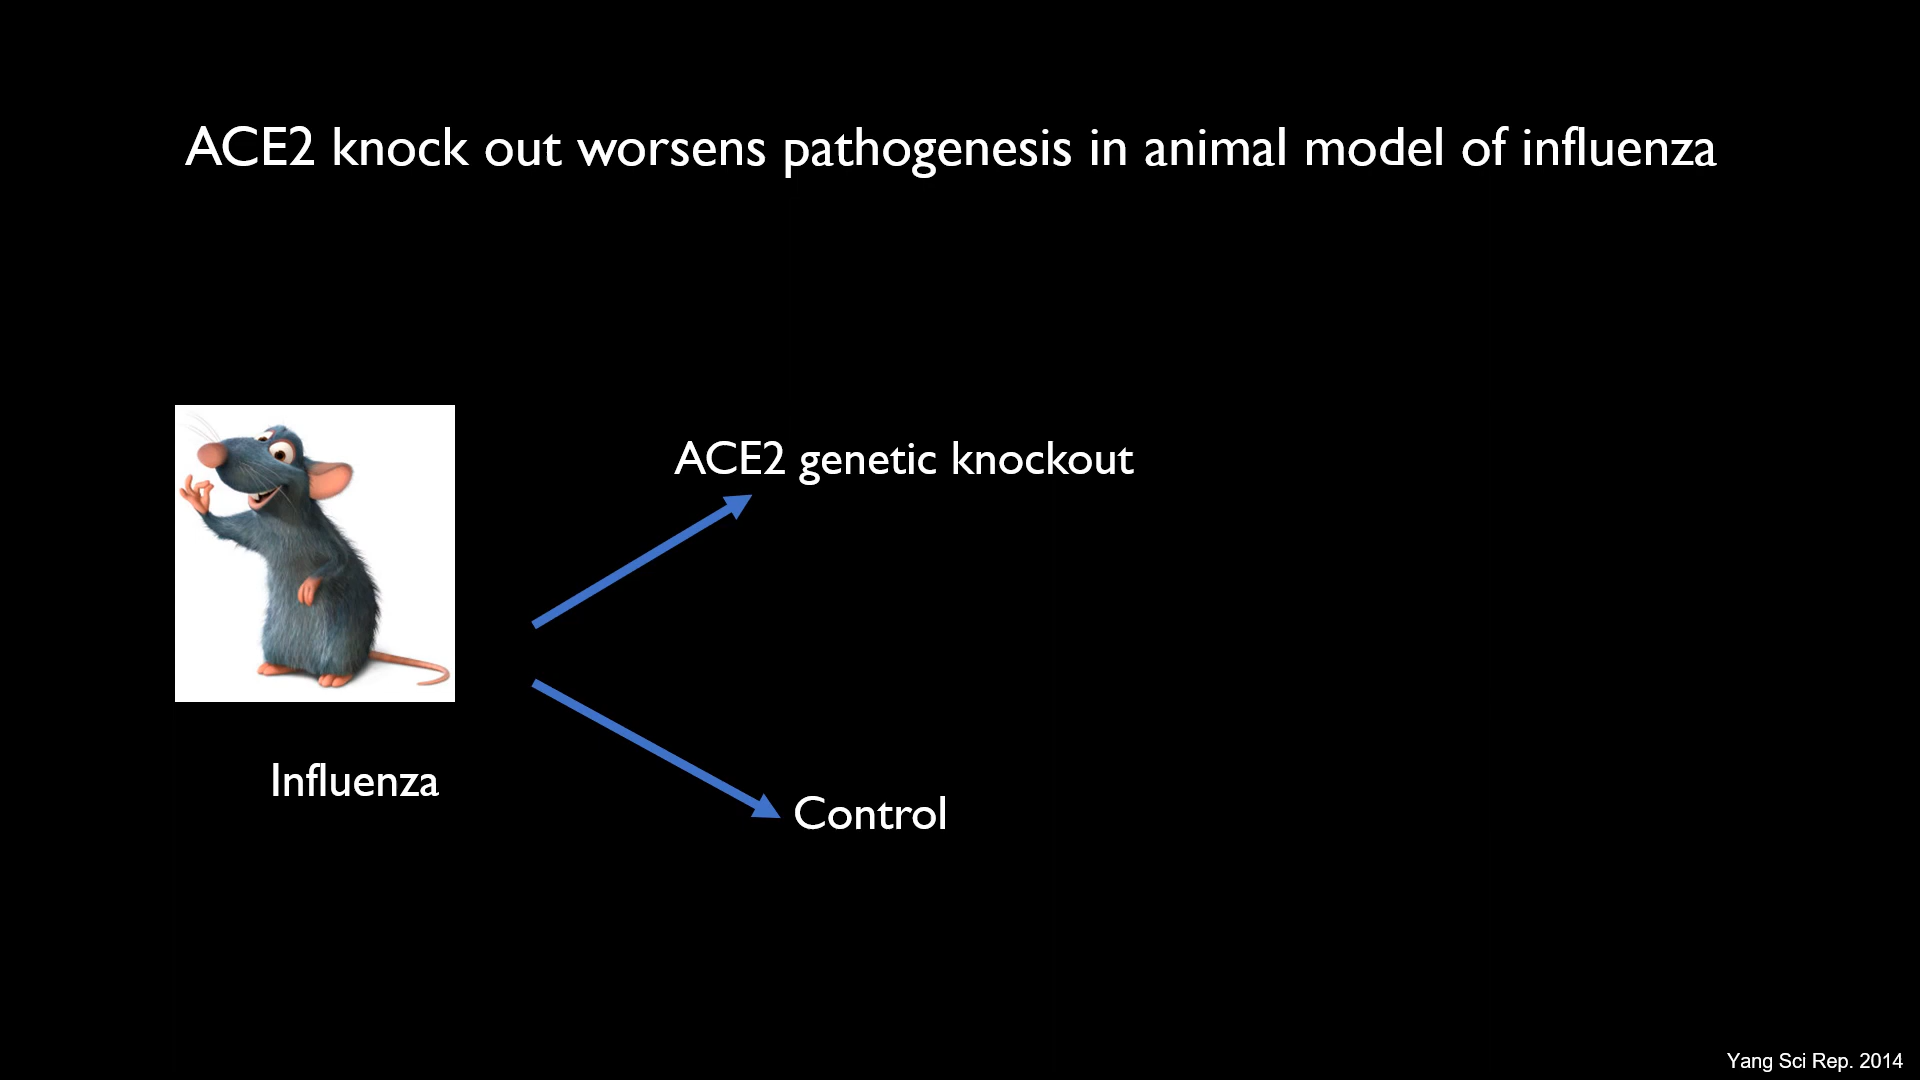 ACE2 knock out worsens pathogenesis in animal model of influenza
ACE2 genetic knockout
Influenza
Control
Yang Sci Rep. 2014